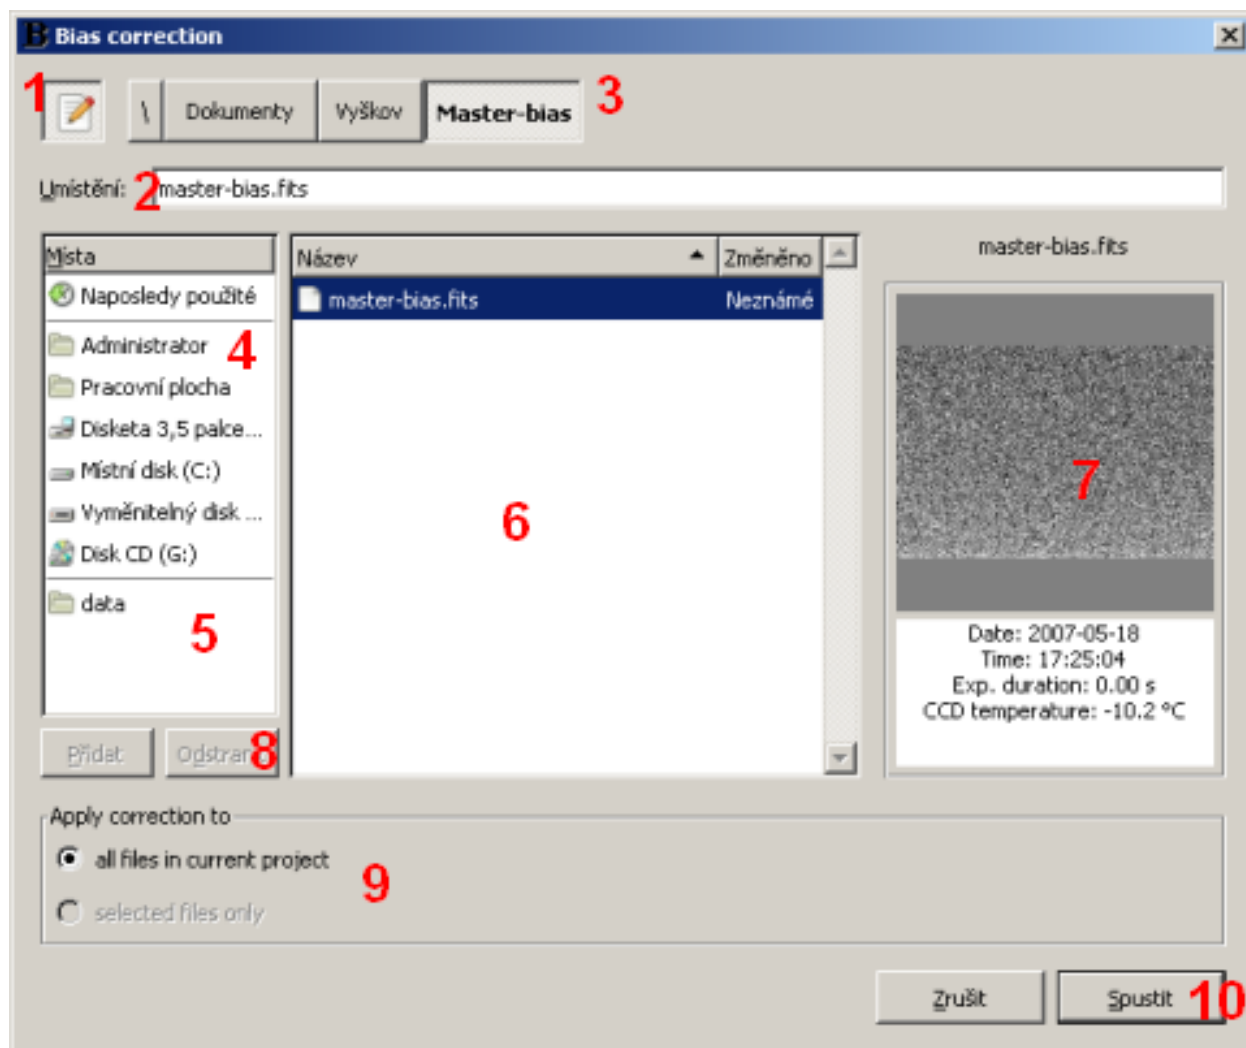 Bias correction
1 \ Dokumenty Vyškov Master-bias 3
Umístění: 2 master-bias.fits
Místa
Naposledy použité
Administrator 4
Pracovní plocha
Disketa 3,5 palce...
Místní disk (C:)
Vyměnitelný disk ...
Disk CD (G:)
data
5
Přidat Odstran 8
Název Změněno
master-bias.fits Neznámé
6
master-bias.fits
7
Date: 2007-05-18
Time: 17:25:04
Exp. duration: 0.00 s
CCD temperature: -10.2 °C
Apply correction to
all files in current project
9
selected files only
Zrušit Spustit 10